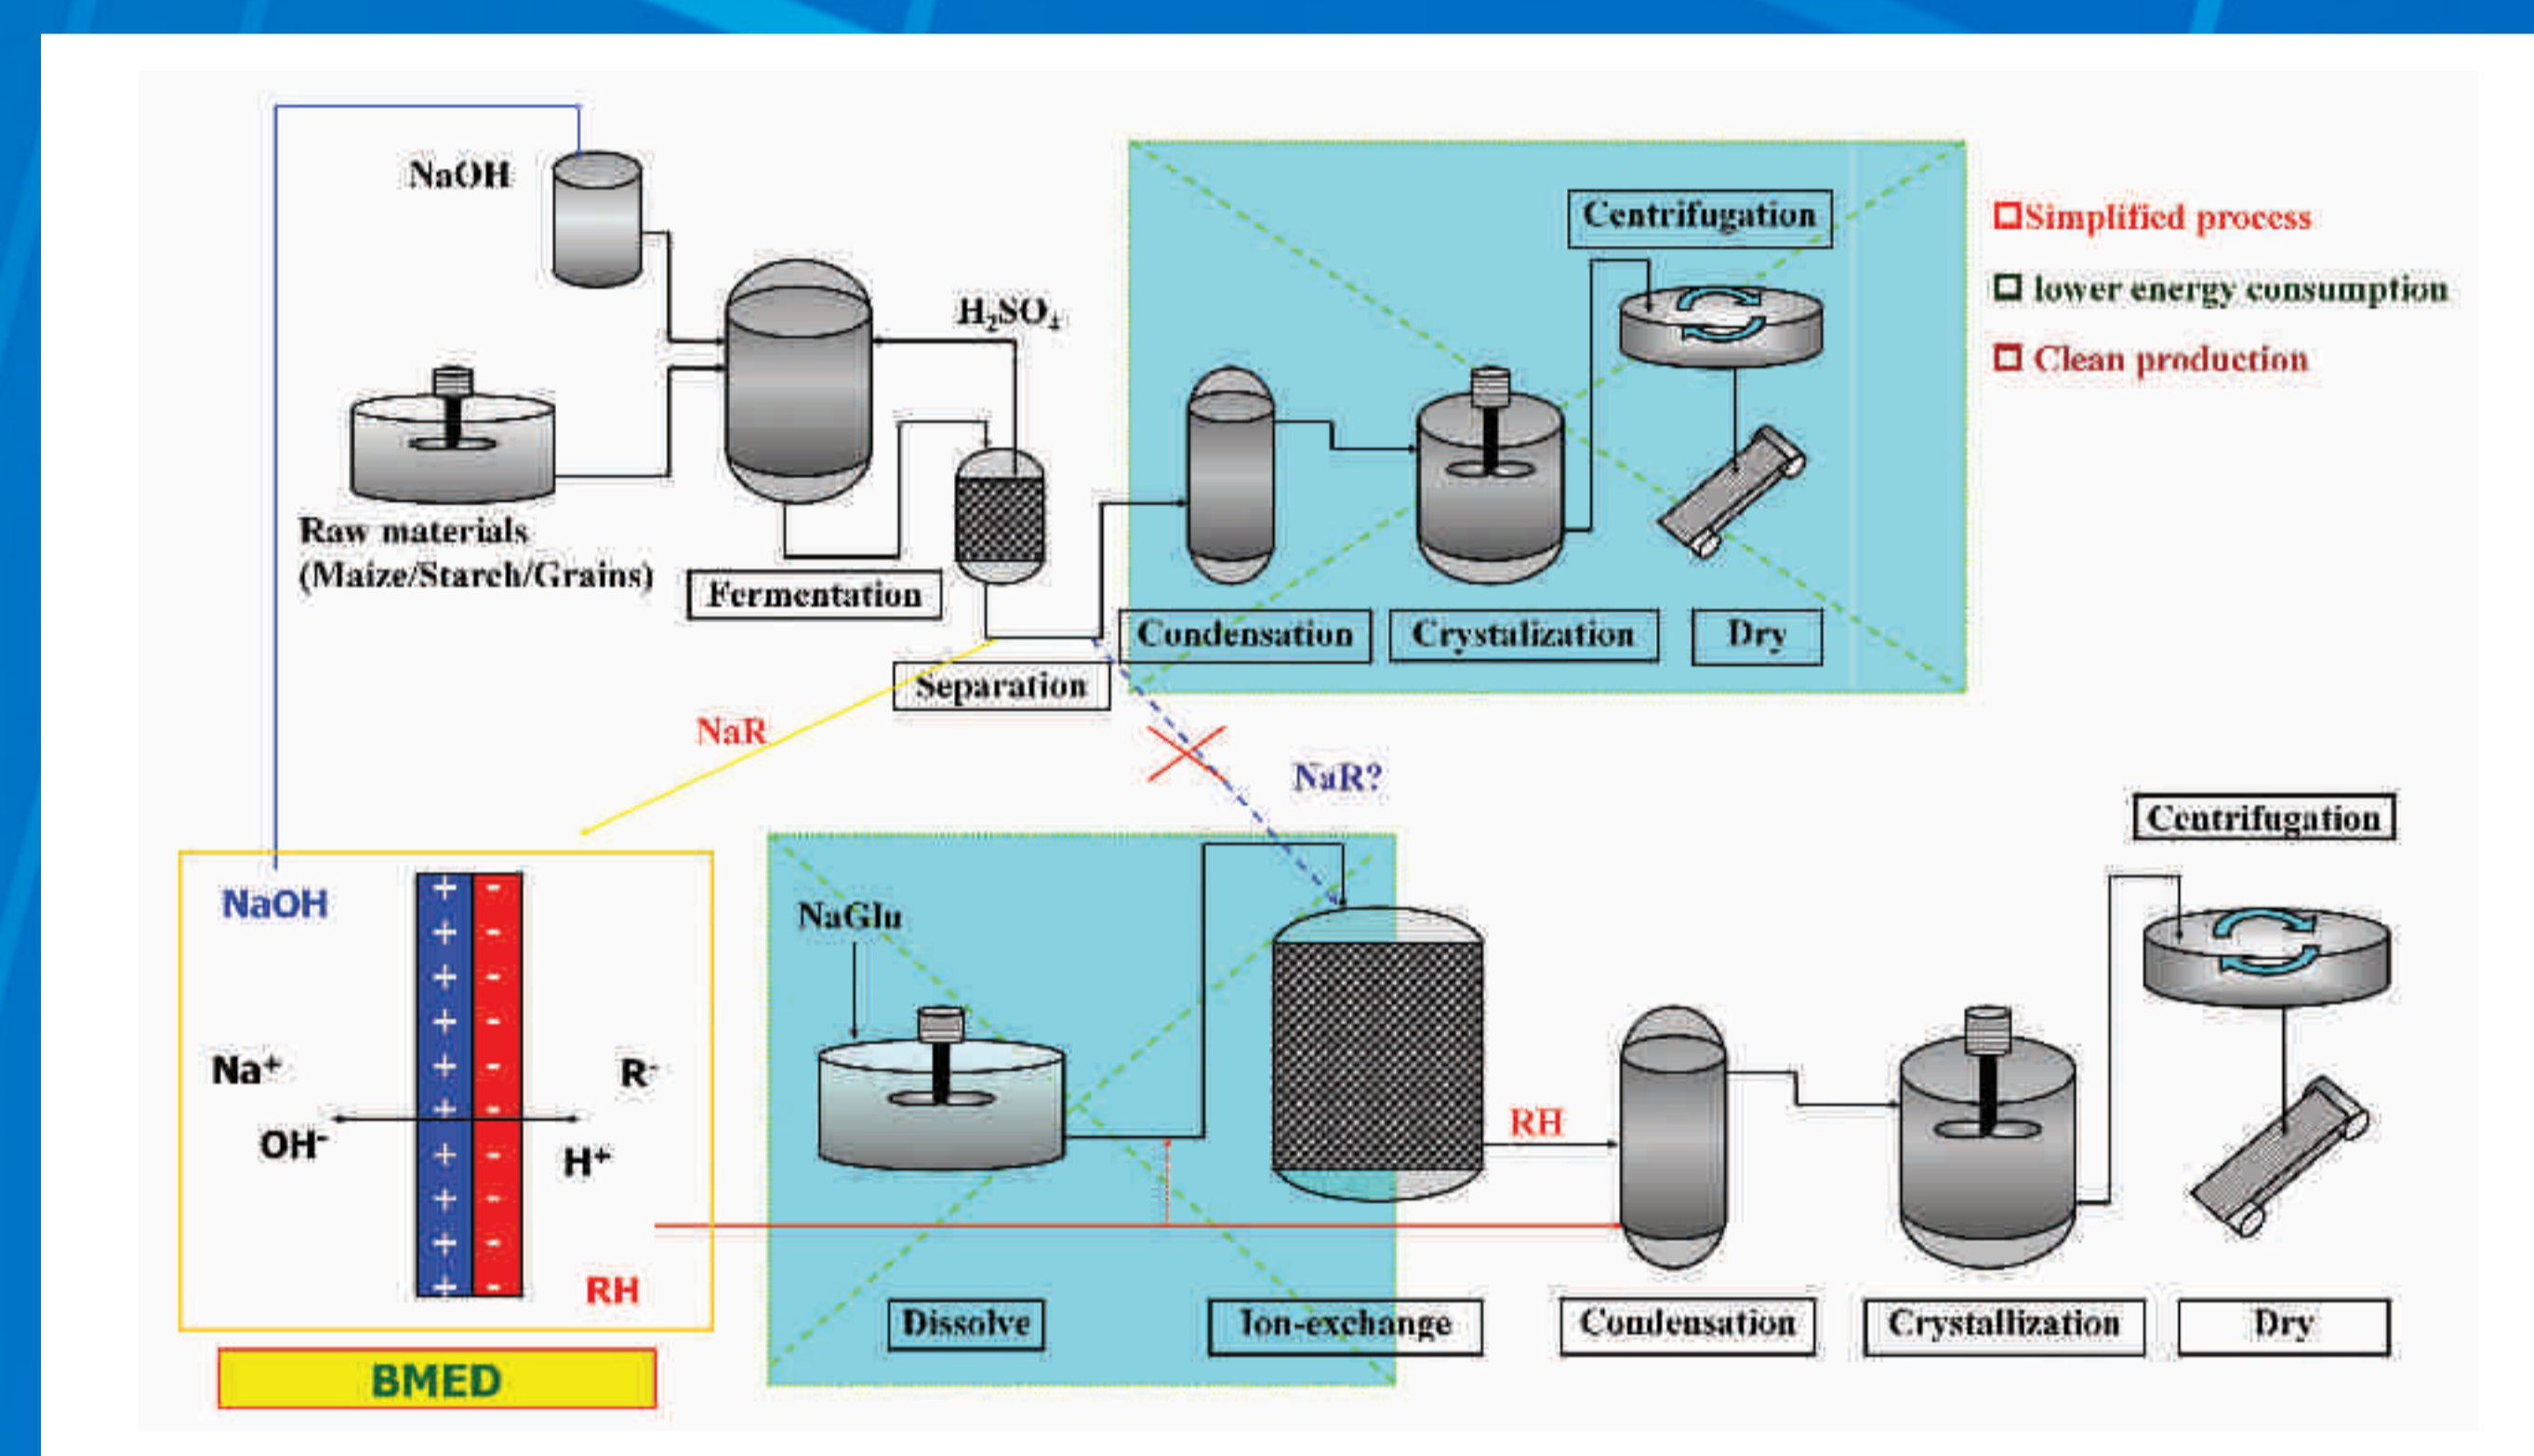 NaOH
Centrifugation
Simplified process
H₂SO₄
lower energy consumption
Clean production
Raw materials
(Maize/Starch/Grains)
Fermentation
Condensation
Crystalization
Dry
Separation
NaR
NaR?
Centrifugation
NaOH
+ -
+ -
+ -
+ -
+ -
+ -
+ -
+ -
+ -
+ -
NaGlu
Na⁺
R⁻
OH⁻
H⁺
RH
RH
Dissolve
Ion-exchange
Condensation
Crystallization
Dry
BMED